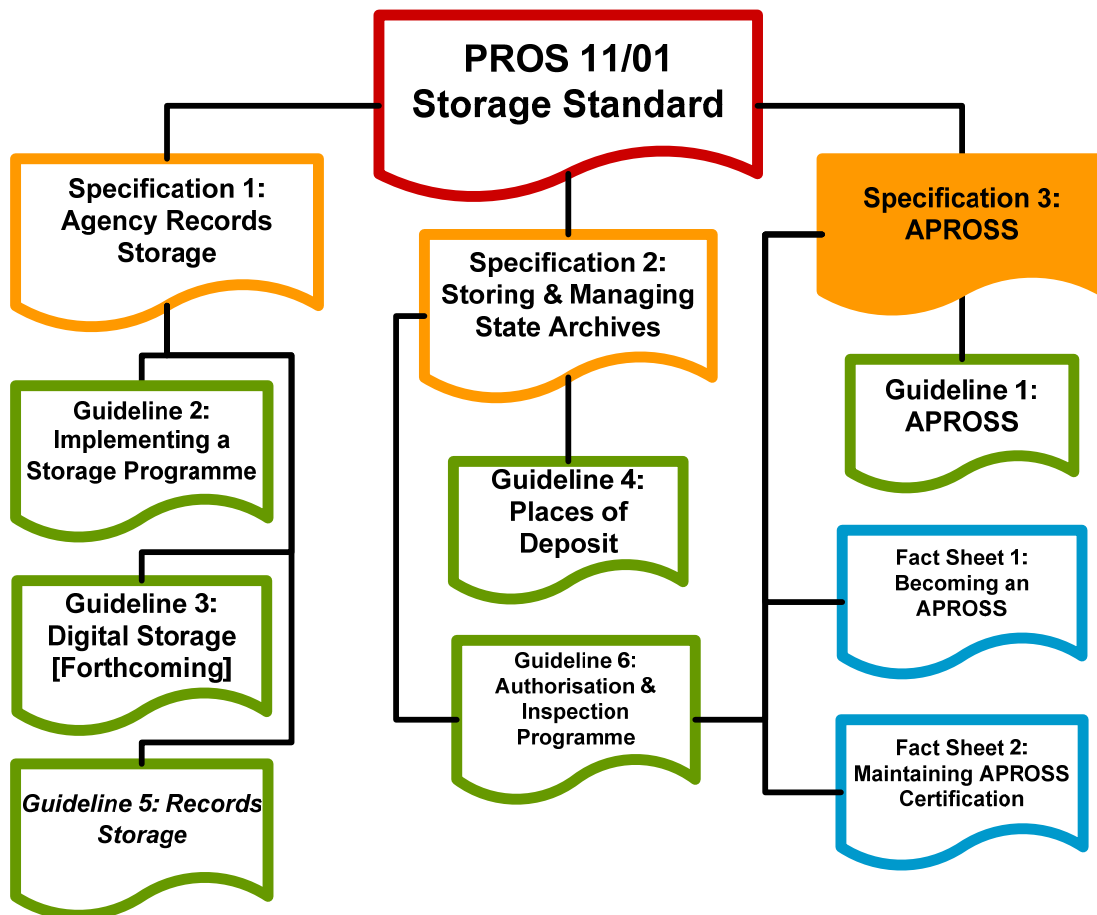 PROS 11/01
Storage Standard
Specification 1:
Agency Records
Storage
Specification 2:
Storing & Managing
State Archives
Specification 3:
APROSS
Guideline 2:
Implementing a
Storage Programme
Guideline 3:
Digital Storage
[Forthcoming]
Guideline 5: Records
Storage
Guideline 4:
Places of
Deposit
Guideline 6:
Authorisation &
Inspection
Programme
Guideline 1:
APROSS
Fact Sheet 1:
Becoming an
APROSS
Fact Sheet 2:
Maintaining APROSS
Certification